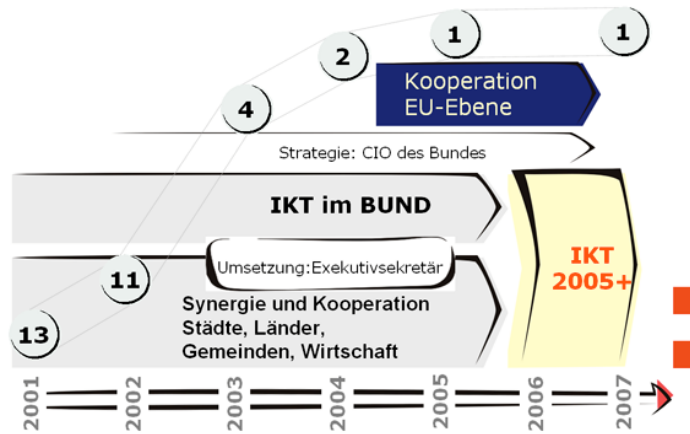 1
1
2
4
Kooperation
EU-Ebene
Strategie: CIO des Bundes
IKT im BUND
Umsetzung:Exekutivsekretär
IKT
2005+
11
13
Synergie und Kooperation
Städte, Länder,
Gemeinden, Wirtschaft
2001
2002
2003
2004
2005
2006
2007